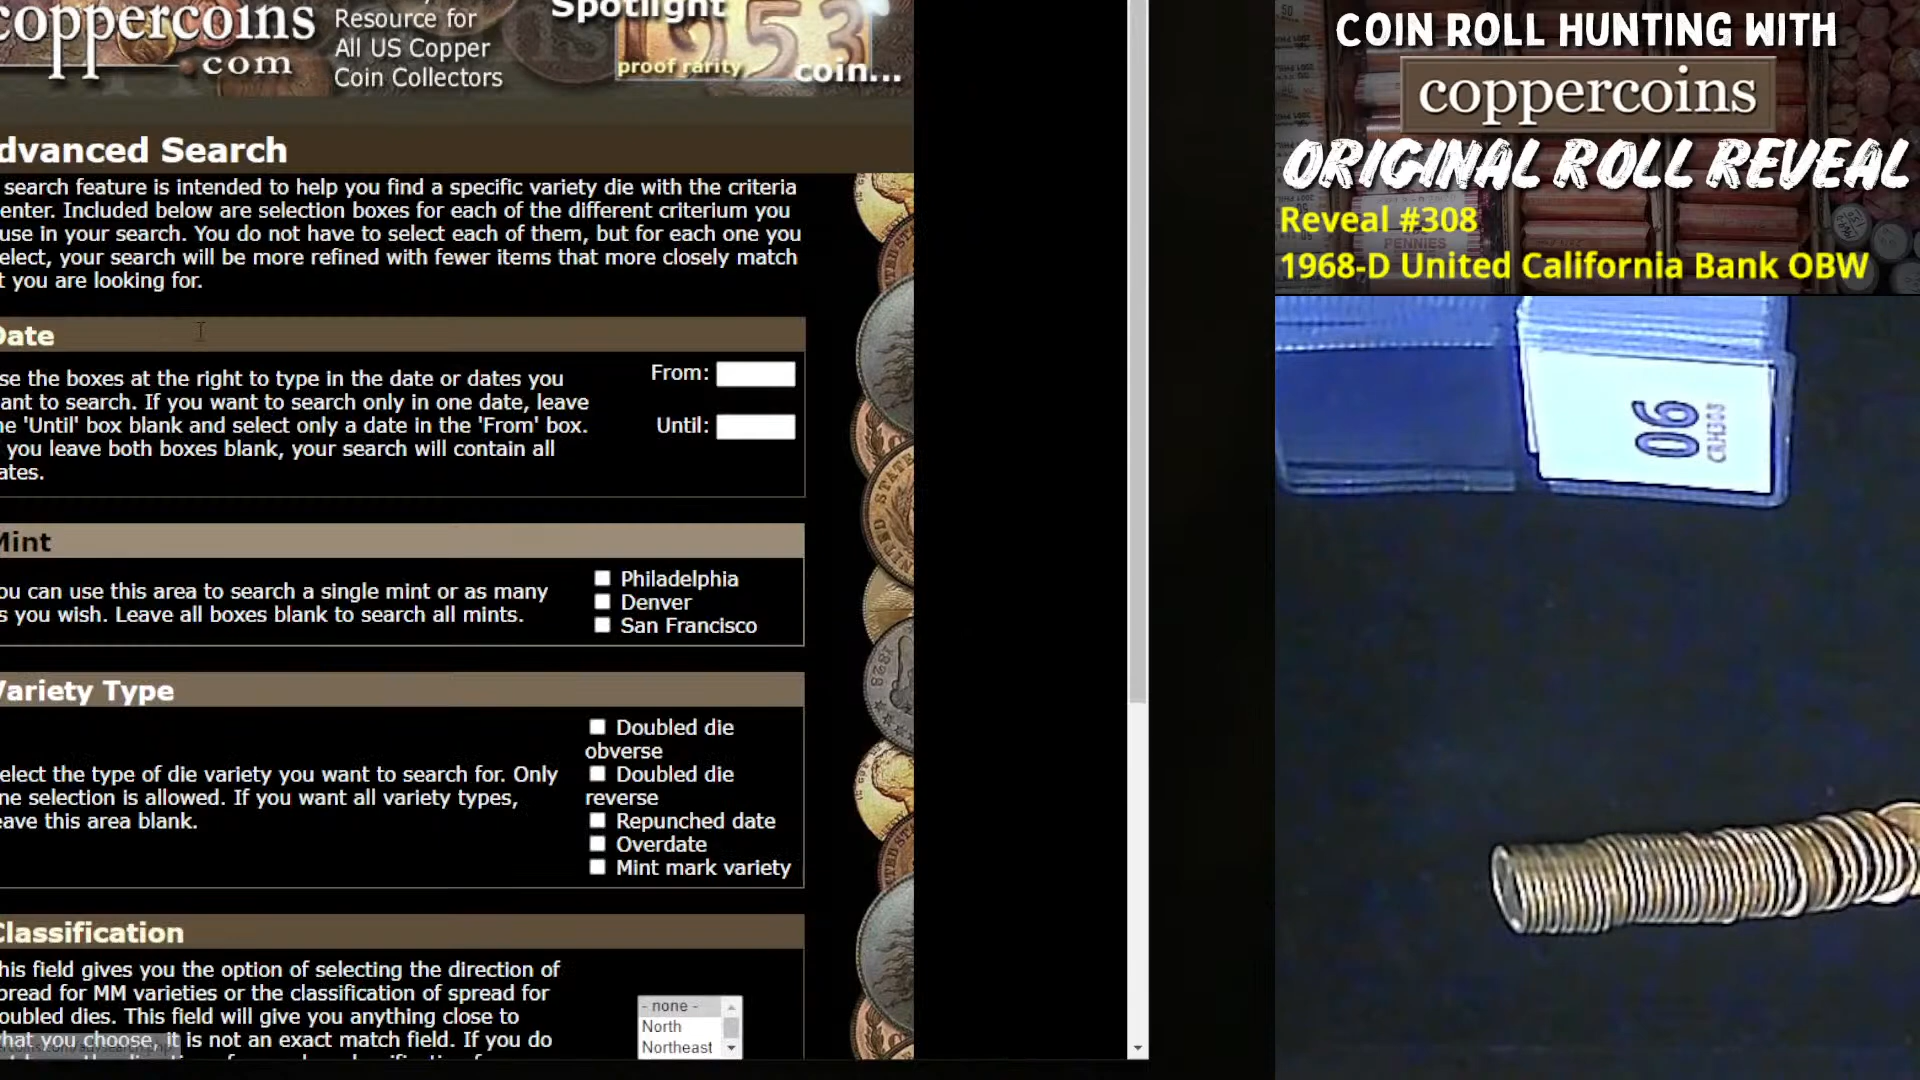 coppercoins
.com
Resource for
All US Copper
Coin Collectors
Spotlight
1953
proof rarity
coin...
dvanced Search
search feature is intended to help you find a specific variety die with the criteria
enter. Included below are selection boxes for each of the different criterium you
use in your search. You do not have to select each of them, but for each one you
elect, your search will be more refined with fewer items that more closely match
t you are looking for.
Date
se the boxes at the right to type in the date or dates you
ant to search. If you want to search only in one date, leave
he 'Until' box blank and select only a date in the 'From' box.
you leave both boxes blank, your search will contain all
ates.
From:
Until:
Mint
ou can use this area to search a single mint or as many
s you wish. Leave all boxes blank to search all mints.
Philadelphia
Denver
San Francisco
Variety Type
elect the type of die variety you want to search for. Only
ne selection is allowed. If you want all variety types,
eave this area blank.
Doubled die
obverse
Doubled die
reverse
Repunched date
Overdate
Mint mark variety
Classification
his field gives you the option of selecting the direction of
pread for MM varieties or the classification of spread for
oubled dies. This field will give you anything close to
hat you choose, it is not an exact match field. If you do
- none -
North
Northeast
COIN ROLL HUNTING WITH
coppercoins
ORIGINAL ROLL REVEAL
Reveal #308
PENNIES
1968-D United California Bank OBW
06
CRH303
1828